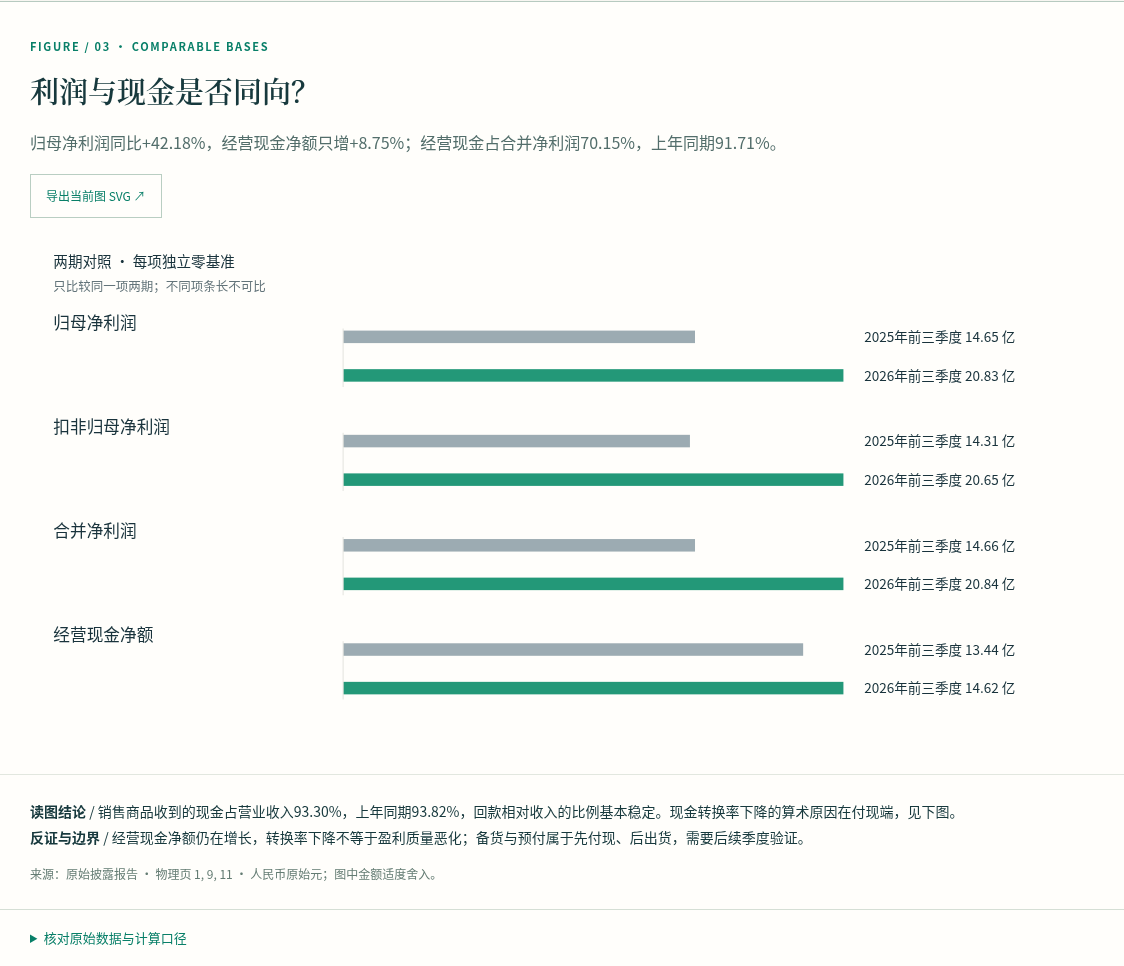 FIGURE / 03 · COMPARABLE BASES
利润与现金是否同向?
归母净利润同比+42.18%，经营现金净额只增+8.75%；经营现金占合并净利润70.15%，上年同期91.71%。
导出当前图 SVG ↗
两期对照 · 每项独立零基准
只比较同一项两期；不同项条长不可比
归母净利润
2025年前三季度 14.65 亿
2026年前三季度 20.83 亿
扣非归母净利润
2025年前三季度 14.31 亿
2026年前三季度 20.65 亿
合并净利润
2025年前三季度 14.66 亿
2026年前三季度 20.84 亿
经营现金净额
2025年前三季度 13.44 亿
2026年前三季度 14.62 亿
读图结论 / 销售商品收到的现金占营业收入93.30%，上年同期93.82%，回款相对收入的比例基本稳定。现金转换率下降的算术原因在付现端，见下图。
反证与边界 / 经营现金净额仍在增长，转换率下降不等于盈利质量恶化；备货与预付属于先付现、后出货，需要后续季度验证。
来源：原始披露报告 · 物理页 1, 9, 11 · 人民币原始元；图中金额适度舍入。
▶ 核对原始数据与计算口径